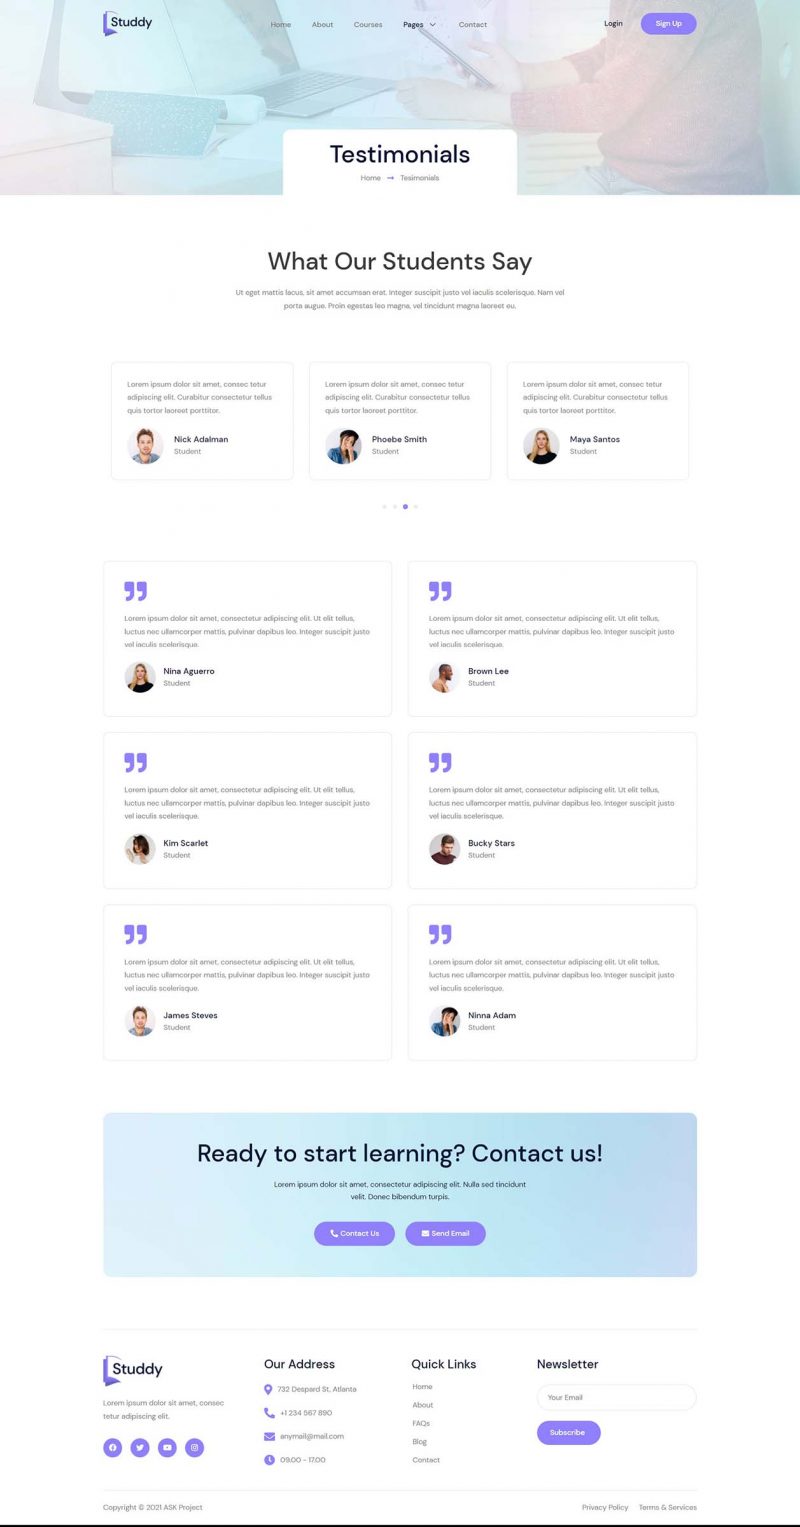 Studdy
Home About Courses Pages Contact
Login Sign Up
Testimonials
Home Tesimonials
What Our Students Say
Ut eget mattis lacus, sit amet accumsan erat. Integer suscipit justo vel iaculis scelerisque. Nam vel
porta augue. Proin egestas leo magna, vel tincidunt magna laoreet eu.
Lorem ipsum dolor sit amet, consec tetur
adipiscing elit. Curabitur consectetur tellus
quis tortor laoreet porttitor.
Nick Adalman
Student
Lorem ipsum dolor sit amet, consec tetur
adipiscing elit. Curabitur consectetur tellus
quis tortor laoreet porttitor.
Phoebe Smith
Student
Lorem ipsum dolor sit amet, consec tetur
adipiscing elit. Curabitur consectetur tellus
quis tortor laoreet porttitor.
Maya Santos
Student
Lorem ipsum dolor sit amet, consectetur adipiscing elit. Ut elit tellus,
luctus nec ullamcorper mattis, pulvinar dapibus leo. Integer suscipit justo
vel iaculis scelerisque.
Nina Aguerro
Student
Lorem ipsum dolor sit amet, consectetur adipiscing elit. Ut elit tellus,
luctus nec ullamcorper mattis, pulvinar dapibus leo. Integer suscipit justo
vel iaculis scelerisque.
Brown Lee
Student
Lorem ipsum dolor sit amet, consectetur adipiscing elit. Ut elit tellus,
luctus nec ullamcorper mattis, pulvinar dapibus leo. Integer suscipit justo
vel iaculis scelerisque.
Kim Scarlet
Student
Lorem ipsum dolor sit amet, consectetur adipiscing elit. Ut elit tellus,
luctus nec ullamcorper mattis, pulvinar dapibus leo. Integer suscipit justo
vel iaculis scelerisque.
Bucky Stars
Student
Lorem ipsum dolor sit amet, consectetur adipiscing elit. Ut elit tellus,
luctus nec ullamcorper mattis, pulvinar dapibus leo. Integer suscipit justo
vel iaculis scelerisque.
James Steves
Student
Lorem ipsum dolor sit amet, consectetur adipiscing elit. Ut elit tellus,
luctus nec ullamcorper mattis, pulvinar dapibus leo. Integer suscipit justo
vel iaculis scelerisque.
Ninna Adam
Student
Ready to start learning? Contact us!
Lorem ipsum dolor sit amet, consectetur adipiscing elit. Nulla sed tincidunt
velit. Donec bibendum turpis.
Contact Us Send Email
Studdy
Lorem ipsum dolor sit amet, consec
tetur adipiscing elit.
Our Address
732 Despard St, Atlanta
+1 234 567 890
anymail@mail.com
09.00 - 17.00
Quick Links
Home
About
FAQs
Blog
Contact
Newsletter
Your Email
Subscribe
Copyright © 2021 ASK Project
Privacy Policy Terms & Services